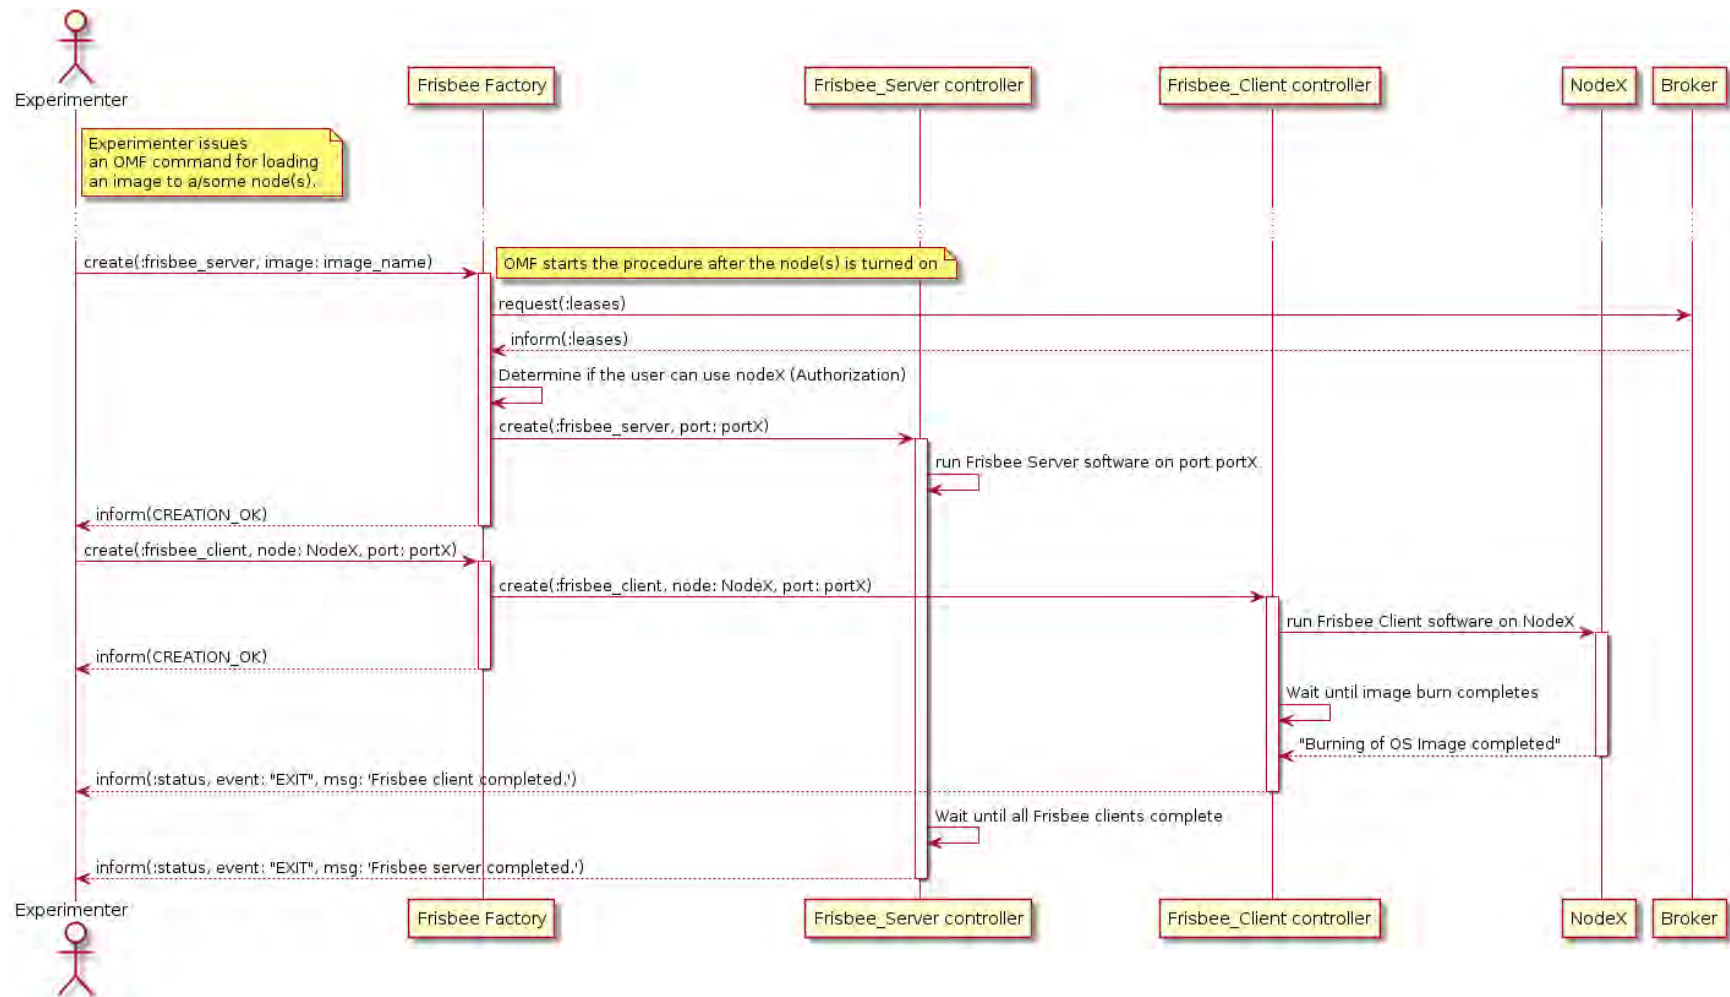 Experimenter
Frisbee Factory
Frisbee_Server controller
Frisbee_Client controller
NodeX
Broker
Experimenter issues
an OMF command for loading
an image to a/some node(s).
create(:frisbee_server, image: image_name)
OMF starts the procedure after the node(s) is turned on
request(:leases)
inform(:leases)
Determine if the user can use nodeX (Authorization)
create(:frisbee_server, port: portX)
run Frisbee Server software on port portX
inform(CREATION_OK)
create(:frisbee_client, node: NodeX, port: portX)
create(:frisbee_client, node: NodeX, port: portX)
run Frisbee Client software on NodeX
inform(CREATION_OK)
Wait until image burn completes
"Burning of OS Image completed"
inform(:status, event: "EXIT", msg: 'Frisbee client completed.')
Wait until all Frisbee clients complete
inform(:status, event: "EXIT", msg: 'Frisbee server completed.')
Experimenter
Frisbee Factory
Frisbee_Server controller
Frisbee_Client controller
NodeX
Broker